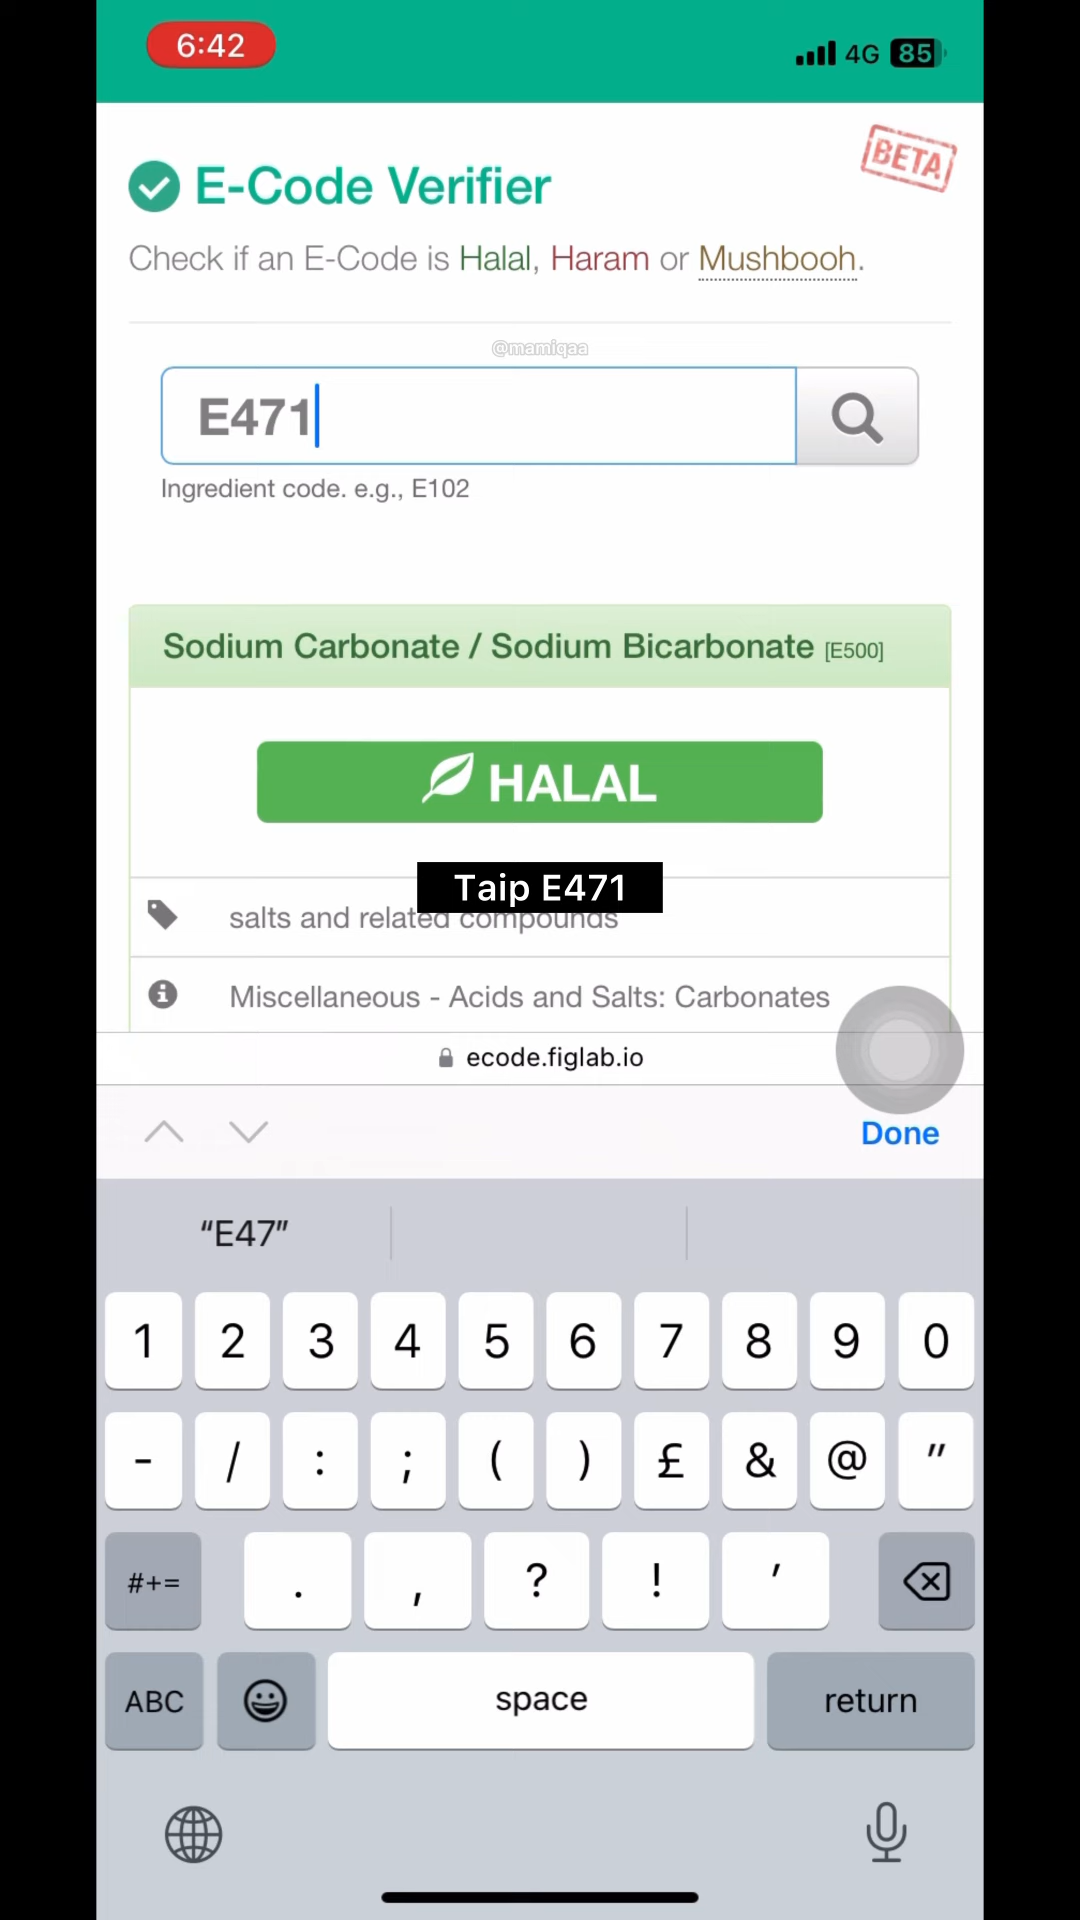 6:42
4G 85
BETA
E-Code Verifier
Check if an E-Code is Halal, Haram or Mushbooh.
@mamiqaa
E471
Ingredient code. e.g., E102
Sodium Carbonate / Sodium Bicarbonate [E500]
HALAL
Taip E471
salts and related compounds
Miscellaneous - Acids and Salts: Carbonates
ecode.figlab.io
Done
“E47”
1 2 3 4 5 6 7 8 9 0
- / : ; ( ) £ & @ "
#+= . , ? ! '
ABC space return